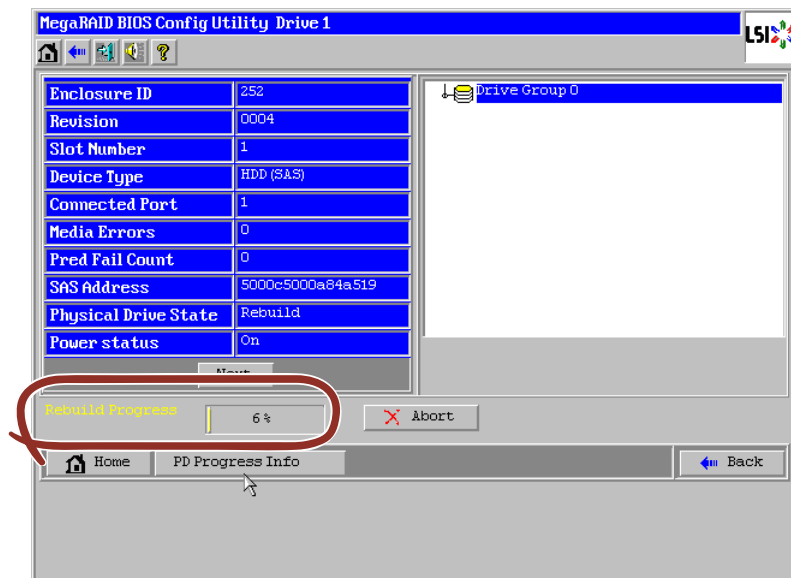 MegaRAID BIOS Config Utility Drive 1
LSI
Enclosure ID 252
Revision 0004
Slot Number 1
Device Type HDD (SAS)
Connected Port 1
Media Errors 0
Pred Fail Count 0
SAS Address 5000c5000a84a519
Physical Drive State Rebuild
Power status On
Next
Drive Group 0
Rebuild Progress 6% Abort
Home PD Progress Info Back